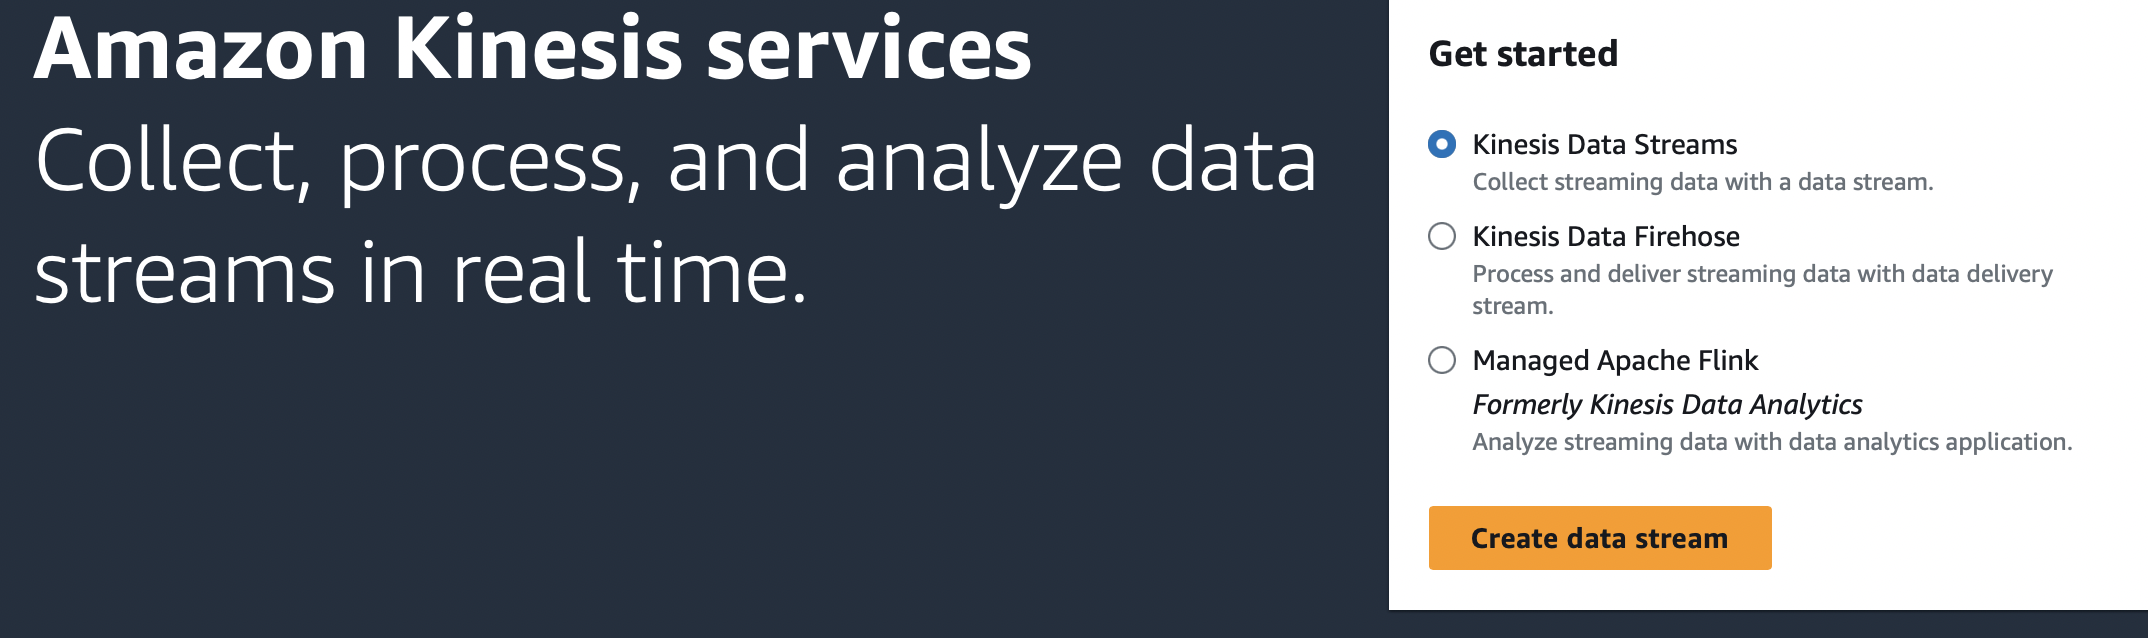 Amazon Kinesis services
Collect, process, and analyze data
streams in real time.
Get started
Kinesis Data Streams
Collect streaming data with a data stream.
Kinesis Data Firehose
Process and deliver streaming data with data delivery
stream.
Managed Apache Flink
Formerly Kinesis Data Analytics
Analyze streaming data with data analytics application.
Create data stream